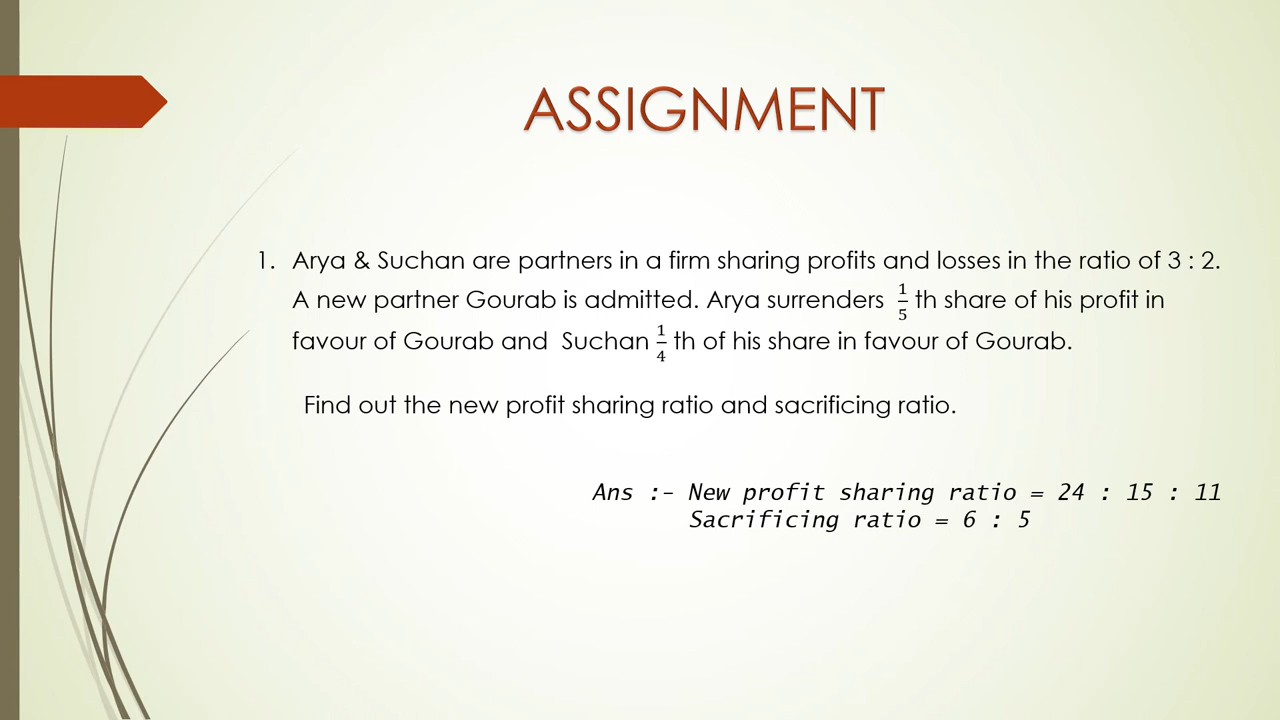 ASSIGNMENT
1. Arya & Suchan are partners in a firm sharing profits and losses in the ratio of 3 : 2.
A new partner Gourab is admitted. Arya surrenders 1/5 th share of his profit in
favour of Gourab and Suchan 1/4 th of his share in favour of Gourab.
Find out the new profit sharing ratio and sacrificing ratio.
Ans :- New profit sharing ratio = 24 : 15 : 11
Sacrificing ratio = 6 : 5